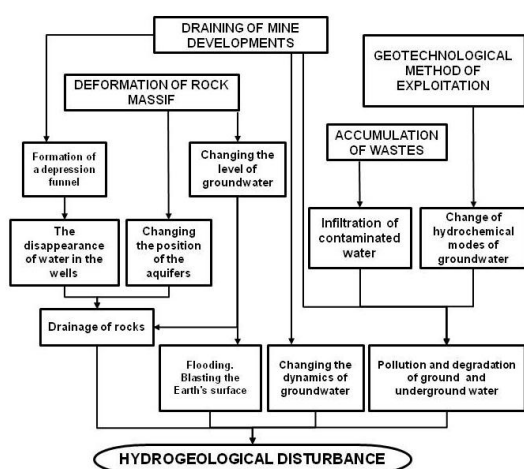 DRAINING OF MINE
DEVELOPMENTS
GEOTECHNOLOGICAL
METHOD OF
EXPLOITATION
DEFORMATION OF ROCK
MASSIF
ACCUMULATION
OF WASTES
Formation of
a depression
funnel
Changing the
level of
groundwater
The
disappearance
of water in the
wells
Changing
the position
of the
aquifers
Infiltration of
contaminated
water
Change of
hydrochemical
modes of
groundwater
Drainage of rocks
Flooding.
Blasting the
Earth's surface
Changing the
dynamics of
groundwater
Pollution and degradation
of ground and
underground water
HYDROGEOLOGICAL DISTURBANCE